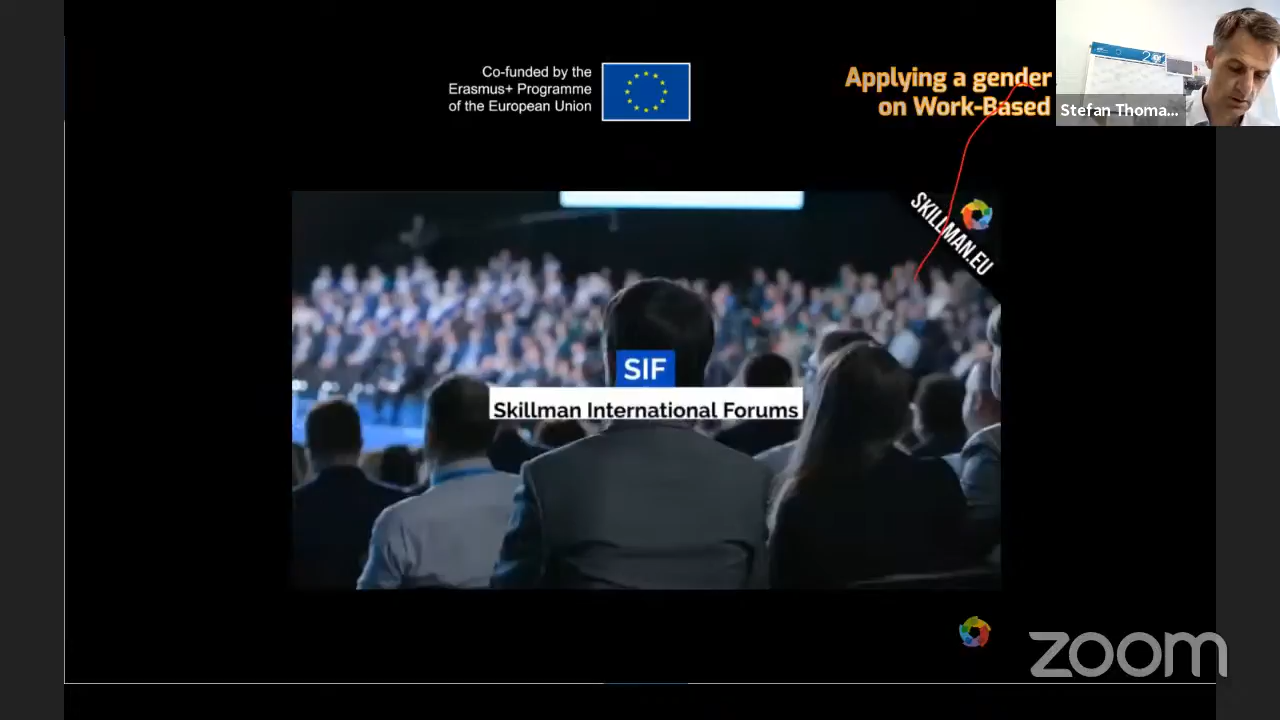 Co-funded by the
Erasmus+ Programme
of the European Union
Applying a gender
on Work-Based
Stefan Thoma...
SKILLMAN.EU
SIF
Skillman International Forums
zoom